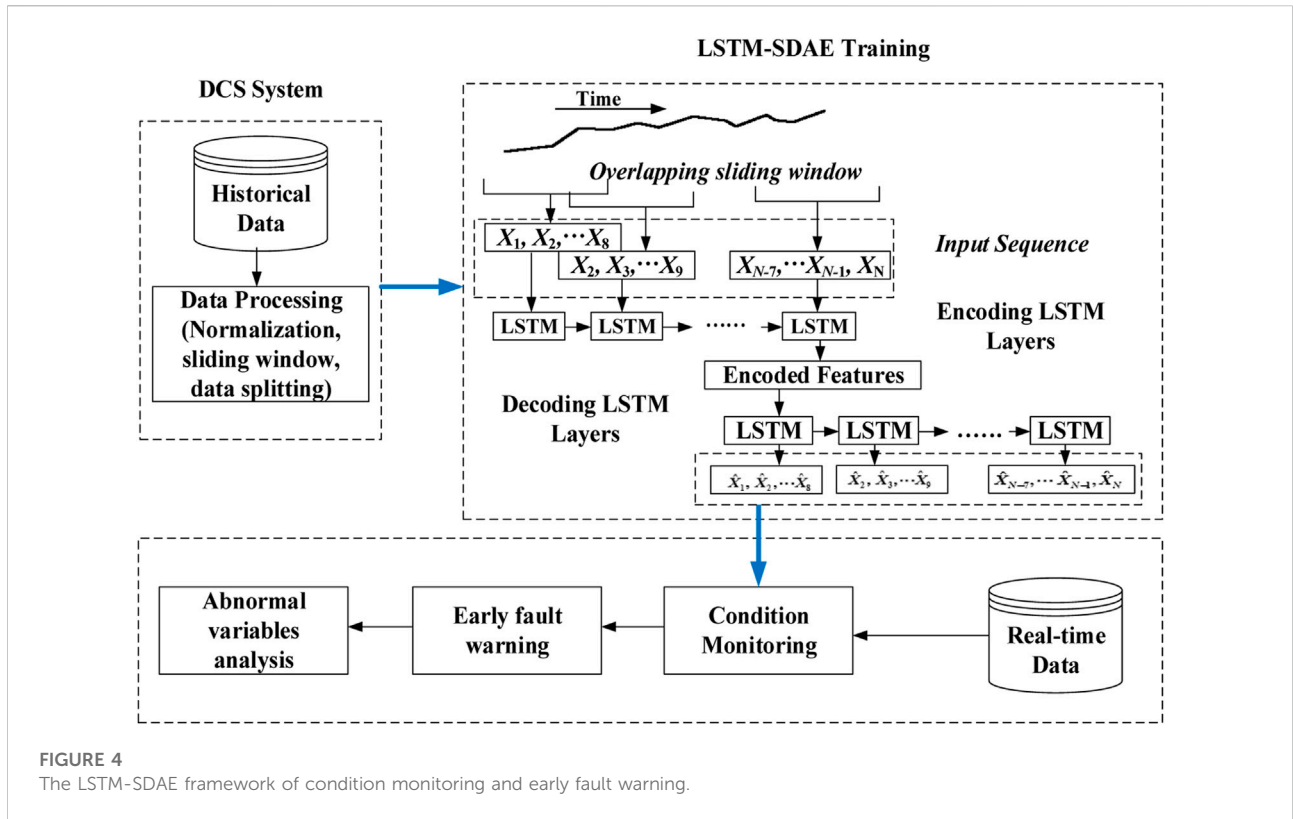 LSTM-SDAE Training
DCS System
Time
Overlapping sliding window
Historical
Data
X1, X2,···X8
Input Sequence
X2, X3,···X9
XN-7,···XN-1, XN
Data Processing
(Normalization,
sliding window,
data splitting)
LSTM
LSTM
······
LSTM
Encoding LSTM
Layers
Encoded Features
Decoding LSTM
Layers
LSTM
LSTM
······
LSTM
X̂1, X̂2,···X̂8
X̂2, X̂3,···X̂9
X̂N-7,···X̂N-1, X̂N
Abnormal
variables
analysis
Early fault
warning
Condition
Monitoring
Real-time
Data
FIGURE 4
The LSTM-SDAE framework of condition monitoring and early fault warning.